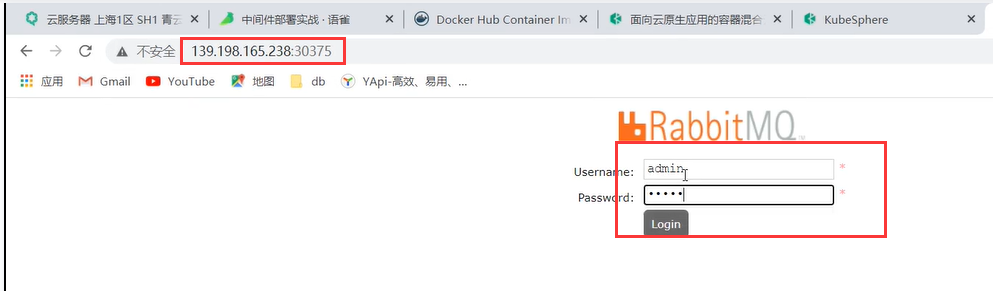 云服务器 上海1区 SH1 青云
中间件部署实战 · 语雀
Docker Hub Container Im
面向云原生应用的容器混合
KubeSphere
不安全
139.198.165.238:30375
应用
Gmail
YouTube
地图
db
YApi-高效、易用、...
RabbitMQ
Username: admin *
Password: ••••• *
Login